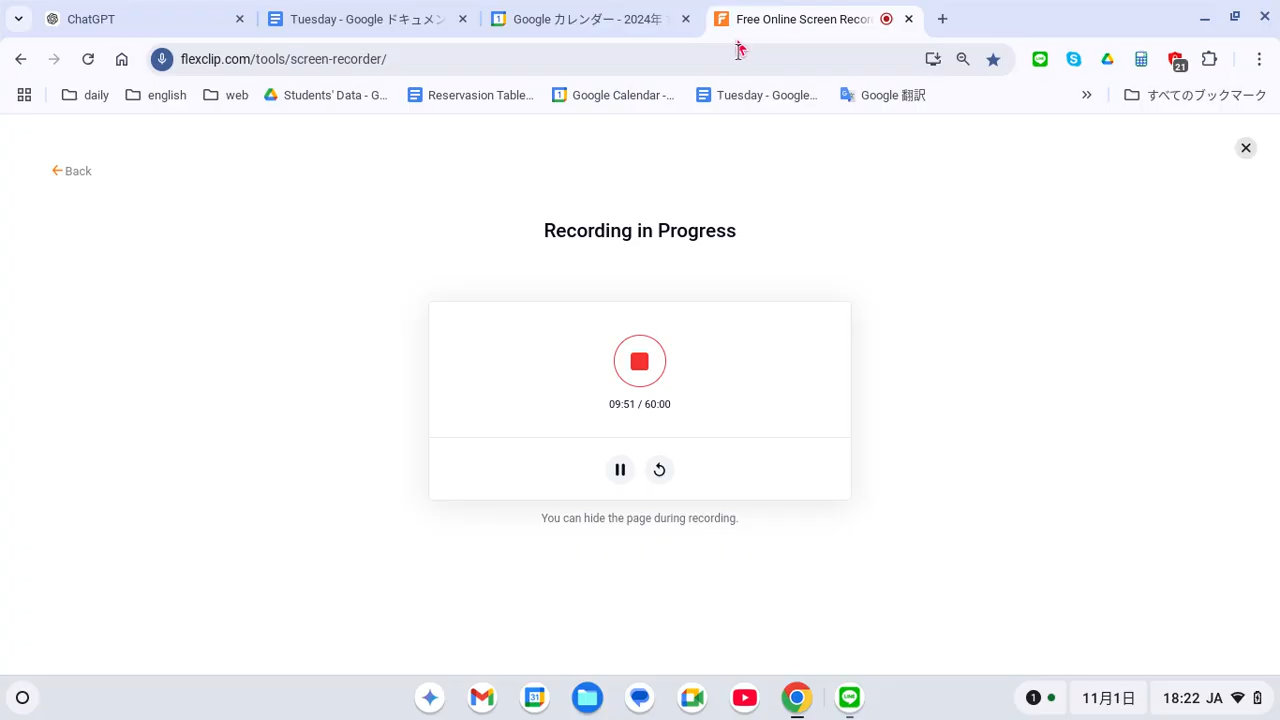 ChatGPT
Tuesday - Google ドキュメン
Google カレンダー - 2024年
Free Online Screen Recor
flexclip.com/tools/screen recorder/
21
daily
english
web
Students' Data - G...
Reservasion Table...
Google Calendar -...
Tuesday - Google...
Google 翻訳
すべてのブックマーク
Back
Recording in Progress
09:51 / 60:00
You can hide the page during recording.
31
1
11月1日
18:22 JA